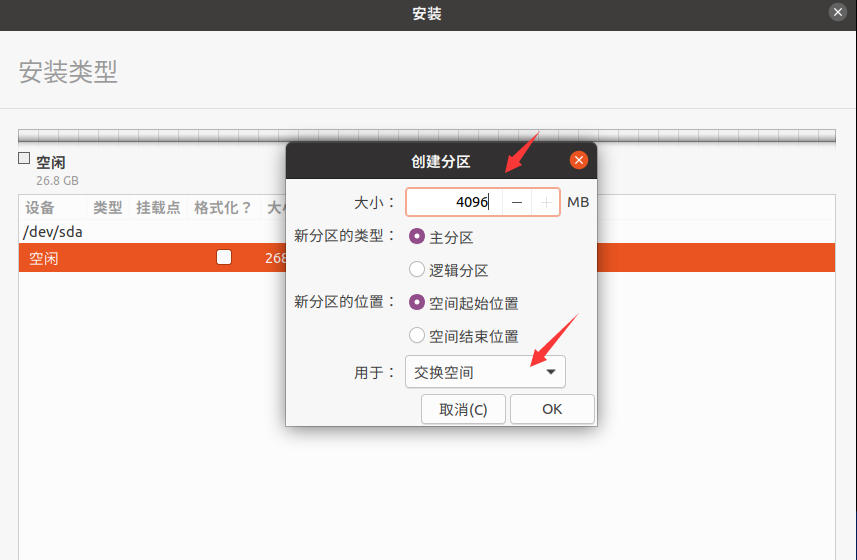 安装
安装类型
空闲
26.8 GB
设备 类型 挂载点 格式化？
/dev/sda
空闲 268
创建分区
大小： 4096 MB
新分区的类型： 主分区
逻辑分区
新分区的位置： 空间起始位置
空间结束位置
用于： 交换空间
取消(C) OK